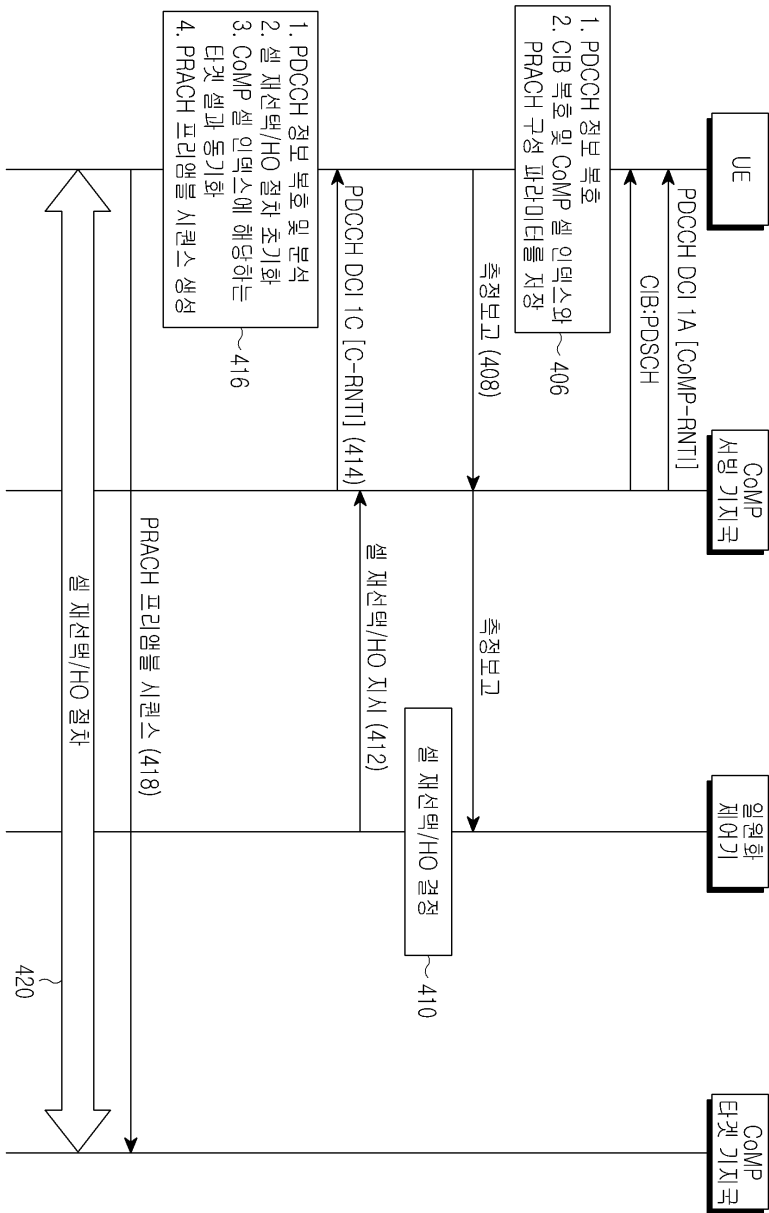 UE
CoMP
서빙 기지국
일원화
제어기
CoMP
타겟 기지국
PDCCH DCI 1A [CoMP-RNTI]
CIB:PDSCH
1. PDCCH 정보 복호
2. CIB 복호 및 CoMP 셀 인덱스와
PRACH 구성 파라미터를 저장
406
측정보고 (408)
측정보고
셀 재선택/HO 결정
410
셀 재선택/HO 지시 (412)
PDCCH DCI 1C [C-RNTI] (414)
1. PDCCH 정보 복호 및 분석
2. 셀 재선택/HO 절차 초기화
3. CoMP 셀 인덱스에 해당하는
타겟 셀과 동기화
4. PRACH 프리앰블 시퀀스 생성
416
PRACH 프리앰블 시퀀스 (418)
셀 재선택/HO 절차
420